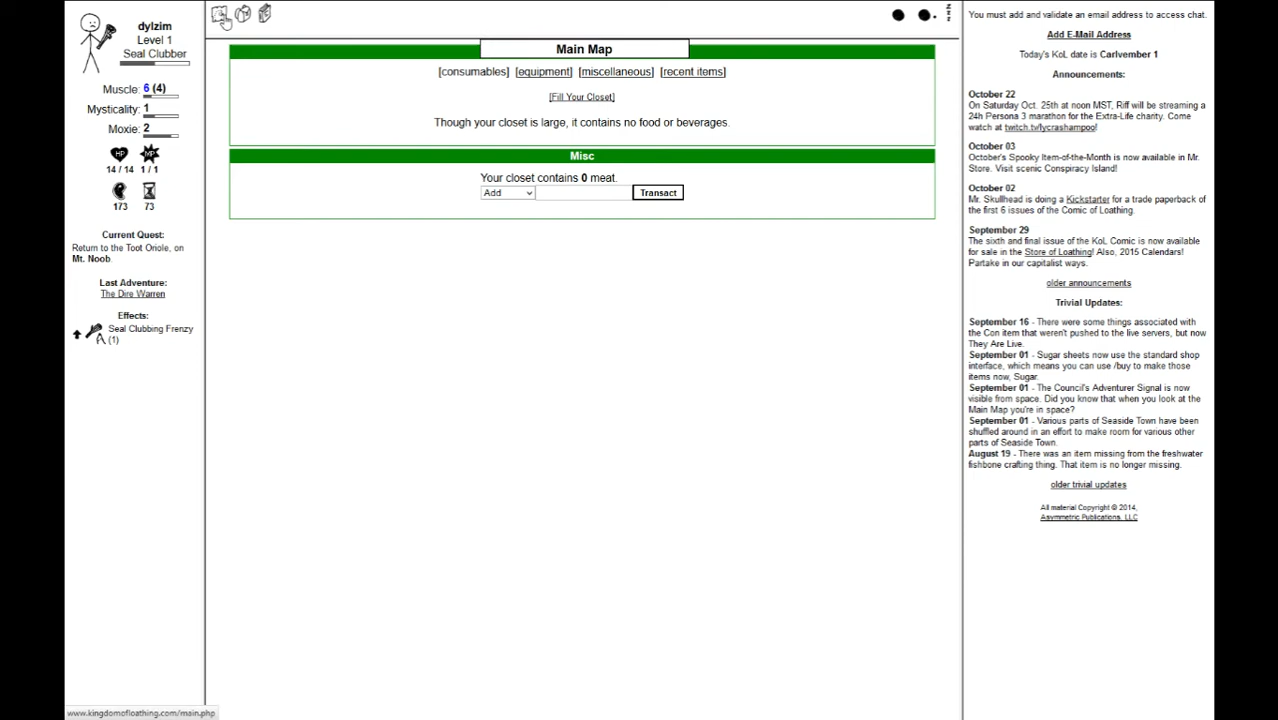 dylzim
Level 1
Seal Clubber
Muscle: 6 (4)
Mysticality: 1
Moxie: 2
HP
MP
14 / 14 1 / 1
173 73
Current Quest:
Return to the Toot Oriole, on
Mt. Noob.
Last Adventure:
The Dire Warren
Effects:
Seal Clubbing Frenzy
(1)
Main Map
[consumables] [equipment] [miscellaneous] [recent items]
[Fill Your Closet]
Though your closet is large, it contains no food or beverages.
Misc
Your closet contains 0 meat.
Add Transact
You must add and validate an email address to access chat.
Add E-Mail Address
Today's KoL date is Carlvember 1
Announcements:
October 22
On Saturday Oct. 25th at noon MST, Riff will be streaming a
24h Persona 3 marathon for the Extra-Life charity. Come
watch at twitch.tv/lycrashampoo!
October 03
October's Spooky Item-of-the-Month is now available in Mr.
Store. Visit scenic Conspiracy Island!
October 02
Mr. Skullhead is doing a Kickstarter for a trade paperback of
the first 6 issues of the Comic of Loathing.
September 29
The sixth and final issue of the KoL Comic is now available
for sale in the Store of Loathing! Also, 2015 Calendars!
Partake in our capitalist ways.
older announcements
Trivial Updates:
September 16 - There were some things associated with
the Con item that weren't pushed to the live servers, but now
They Are Live.
September 01 - Sugar sheets now use the standard shop
interface, which means you can use /buy to make those
items now, Sugar.
September 01 - The Council's Adventurer Signal is now
visible from space. Did you know that when you look at the
Main Map you're in space?
September 01 - Various parts of Seaside Town have been
shuffled around in an effort to make room for various other
parts of Seaside Town.
August 19 - There was an item missing from the freshwater
fishbone crafting thing. That item is no longer missing.
older trivial updates
All material Copyright © 2014,
Asymmetric Publications, LLC
www.kingdomofloathing.com/main.php